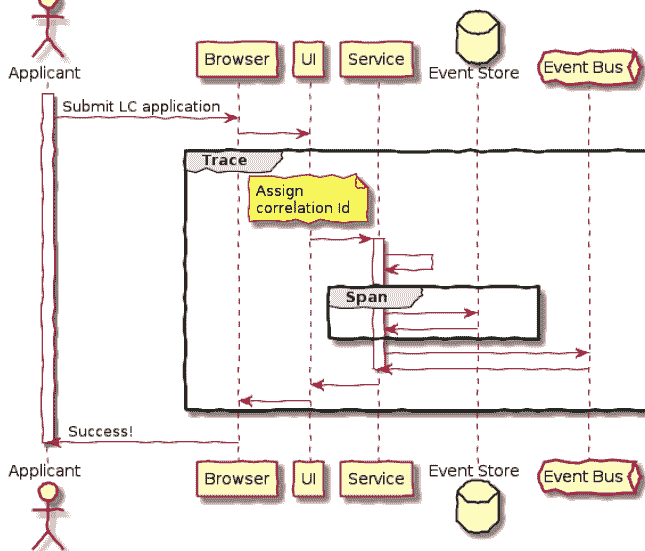 Applicant
Browser
UI
Service
Event Store
Event Bus
Submit LC application
Trace
Assign
correlation Id
Span
Success!
Applicant
Browser
UI
Service
Event Store
Event Bus